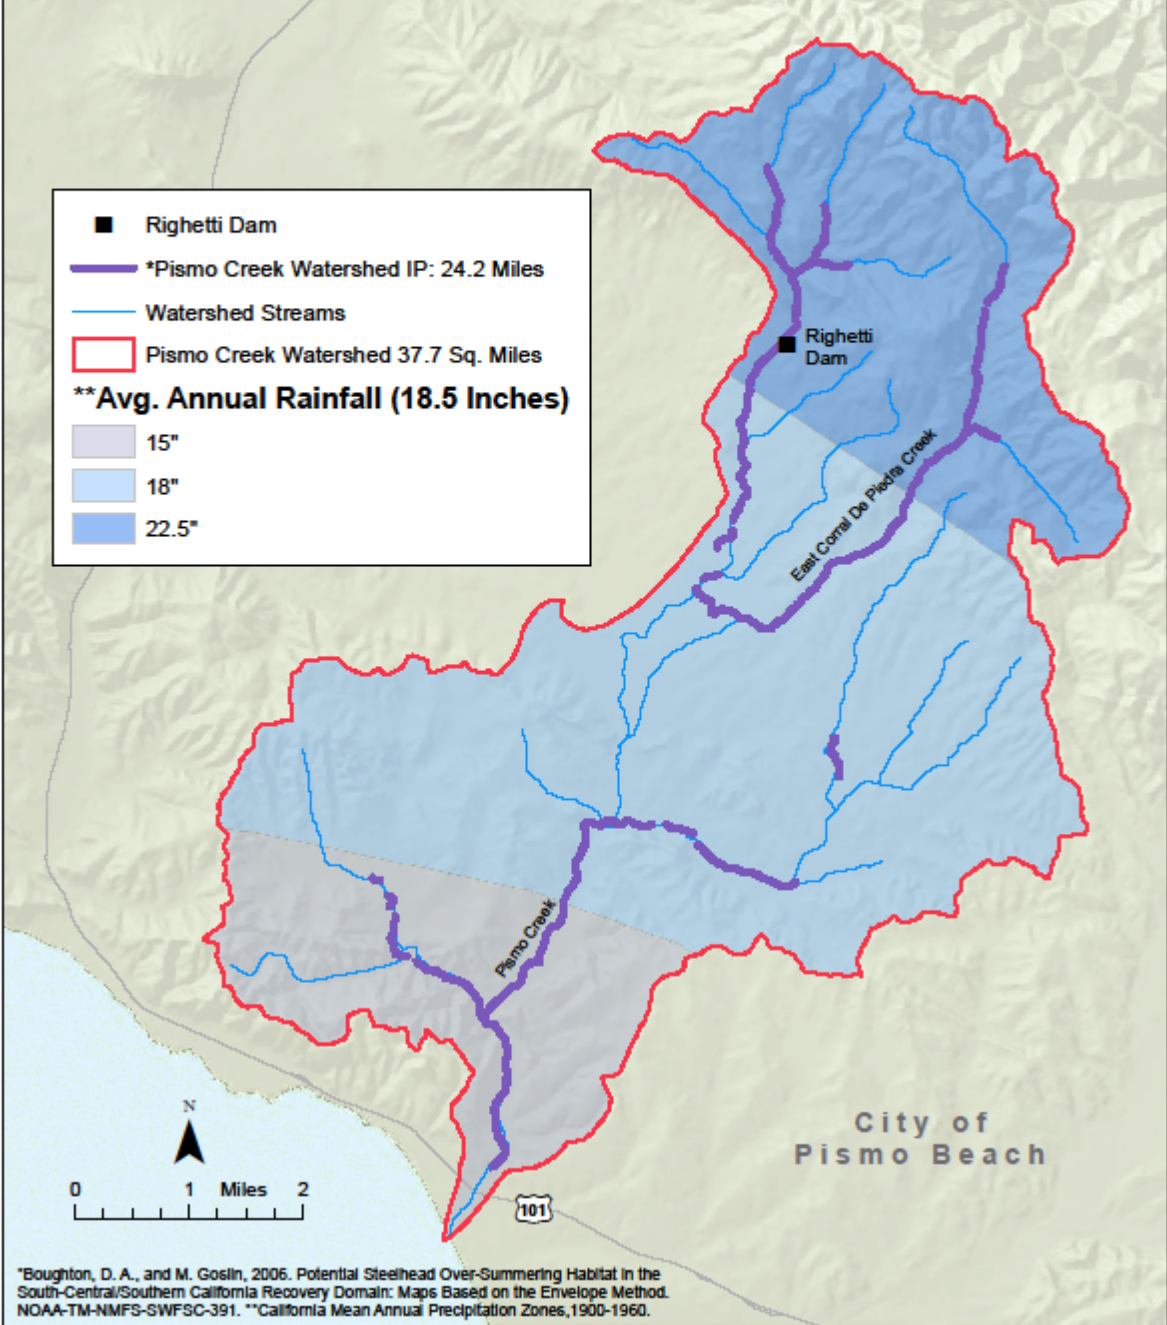 Righetti Dam
*Pismo Creek Watershed IP: 24.2 Miles
Watershed Streams
Pismo Creek Watershed 37.7 Sq. Miles
**Avg. Annual Rainfall (18.5 Inches)
15"
18"
22.5"
Righetti
Dam
East Corral De Piedra Creek
Pismo Creek
City of
Pismo Beach
N
0 1 Miles 2
101
*Boughton, D. A., and M. Goslin, 2006. Potential Steelhead Over-Summering Habitat in the
South-Central/Southern California Recovery Domain: Maps Based on the Envelope Method.
NOAA-TM-NMFS-SWFSC-391. **California Mean Annual Precipitation Zones,1900-1960.